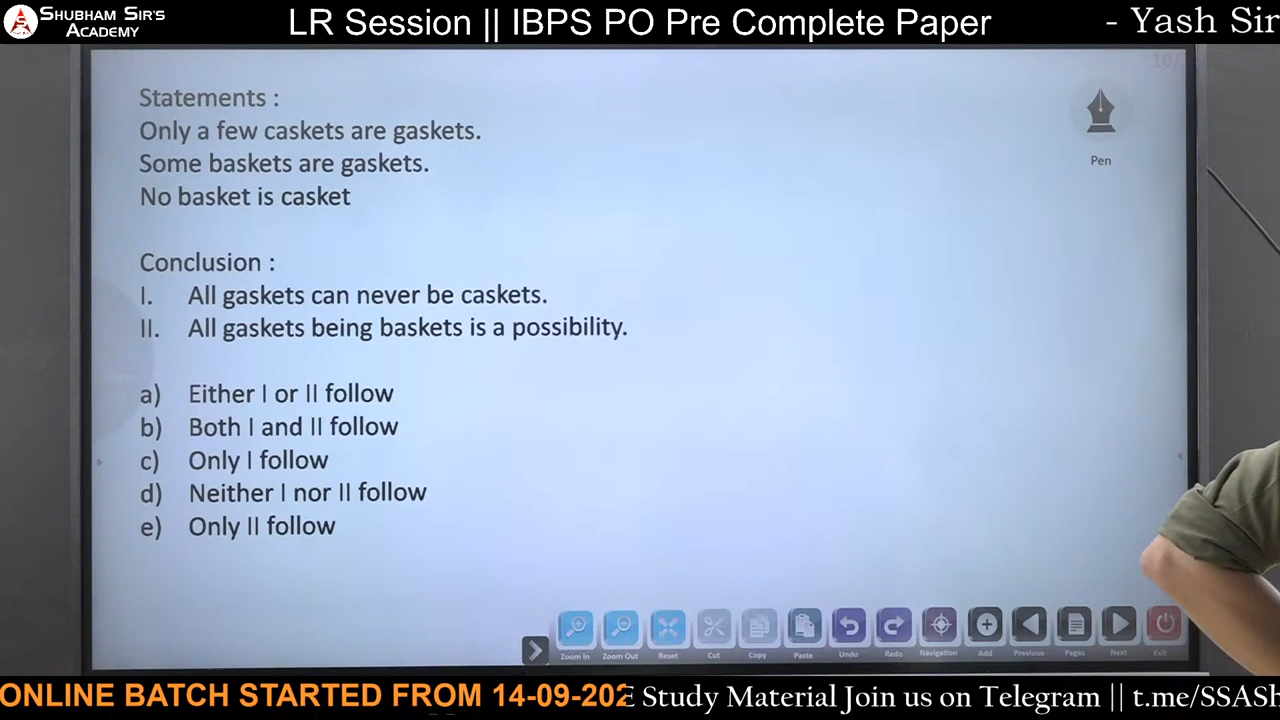 SHUBHAM SIR'S
ACADEMY
LR Session || IBPS PO Pre Complete Paper
- Yash Sir
Statements :
Only a few caskets are gaskets.
Some baskets are gaskets.
No basket is casket
Pen
Conclusion :
I. All gaskets can never be caskets.
II. All gaskets being baskets is a possibility.
a) Either I or II follow
b) Both I and II follow
c) Only I follow
d) Neither I nor II follow
e) Only II follow
Zoom In Zoom Out Reset Cut Copy Paste Undo Redo Navigation Add Previous Pages Next Exit
ONLINE BATCH STARTED FROM 14-09-202
E Study Material Join us on Telegram || t.me/SSASh